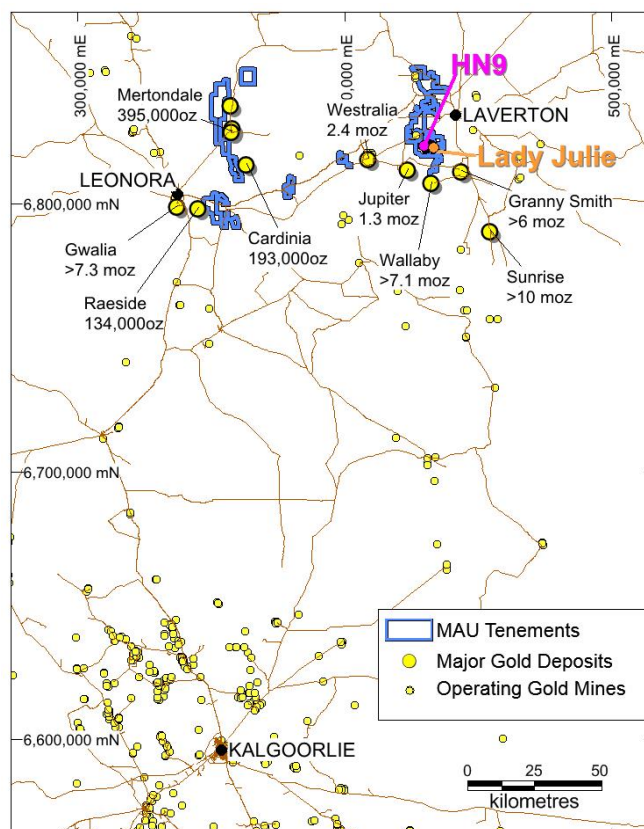 300,000 mE
00,000 mE
500,000 mE
HN9
Mertondale
395,000oz
Westralia
2.4 moz
LAVERTON
Lady Julie
LEONORA
6,800,000 mN
Gwalia
>7.3 moz
Raeside
134,000oz
Cardinia
193,000oz
Jupiter
1.3 moz
Wallaby
>7.1 moz
Granny Smith
>6 moz
Sunrise
>10 moz
6,700,000 mN
MAU Tenements
Major Gold Deposits
Operating Gold Mines
6,600,000 mN
KALGOORLIE
0 25 50
kilometres